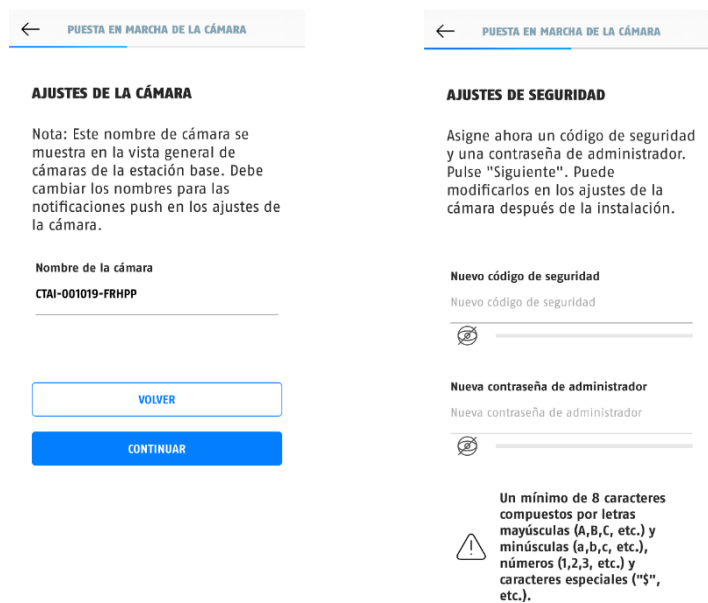 PUESTA EN MARCHA DE LA CÁMARA
AJUSTES DE LA CÁMARA
Nota: Este nombre de cámara se
muestra en la vista general de
cámaras de la estación base. Debe
cambiar los nombres para las
notificaciones push en los ajustes de
la cámara.
Nombre de la cámara
CTAI-001019-FRHPP
VOLVER
CONTINUAR
PUESTA EN MARCHA DE LA CÁMARA
AJUSTES DE SEGURIDAD
Asigne ahora un código de seguridad
y una contraseña de administrador.
Pulse "Siguiente". Puede
modificarlos en los ajustes de la
cámara después de la instalación.
Nuevo código de seguridad
Nuevo código de seguridad
Nueva contraseña de administrador
Nueva contraseña de administrador
Un mínimo de 8 caracteres
compuestos por letras
mayúsculas (A,B,C, etc.) y
minúsculas (a,b,c, etc.),
números (1,2,3, etc.) y
caracteres especiales ("$",
etc.).